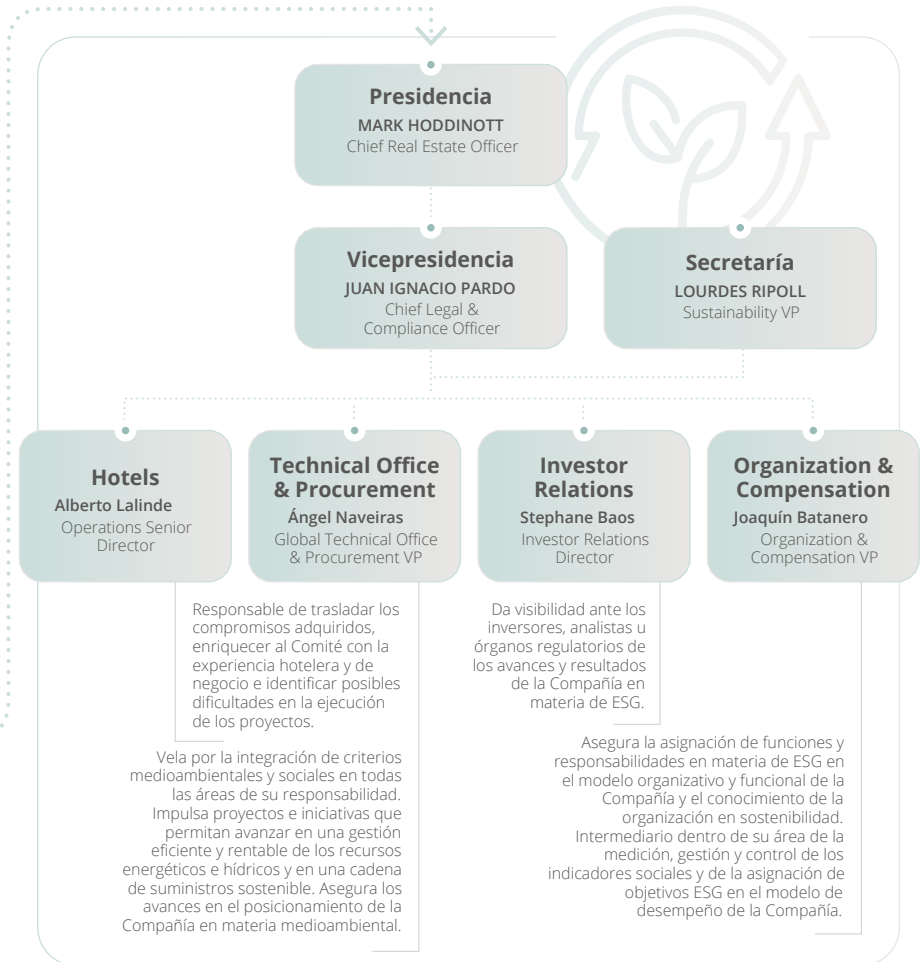 Presidencia
MARK HODDINOTT
Chief Real Estate Officer
Vicepresidencia
JUAN IGNACIO PARDO
Chief Legal &
Compliance Officer
Secretaría
LOURDES RIPOLL
Sustainability VP
Hotels
Alberto Lalinde
Operations Senior
Director
Technical Office
& Procurement
Ángel Naveiras
Global Technical Office
& Procurement VP
Investor
Relations
Stephane Baos
Investor Relations
Director
Organization &
Compensation
Joaquín Batanero
Organization &
Compensation VP
Responsable de trasladar los
compromisos adquiridos,
enriquecer al Comité con la
experiencia hotelera y de
negocio e identificar posibles
dificultades en la ejecución
de los proyectos.
Vela por la integración de criterios
medioambientales y sociales en todas
las áreas de su responsabilidad.
Impulsa proyectos e iniciativas que
permitan avanzar en una gestión
eficiente y rentable de los recursos
energéticos e hídricos y en una cadena
de suministros sostenible. Asegura los
avances en el posicionamiento de la
Compañía en materia medioambiental.
Da visibilidad ante los
inversores, analistas u
órganos regulatorios de
los avances y resultados
de la Compañía en
materia de ESG.
Asegura la asignación de funciones y
responsabilidades en materia de ESG en
el modelo organizativo y funcional de la
Compañía y el conocimiento de la
organización en sostenibilidad.
Intermediario dentro de su área de la
medición, gestión y control de los
indicadores sociales y de la asignación de
objetivos ESG en el modelo de
desempeño de la Compañía.